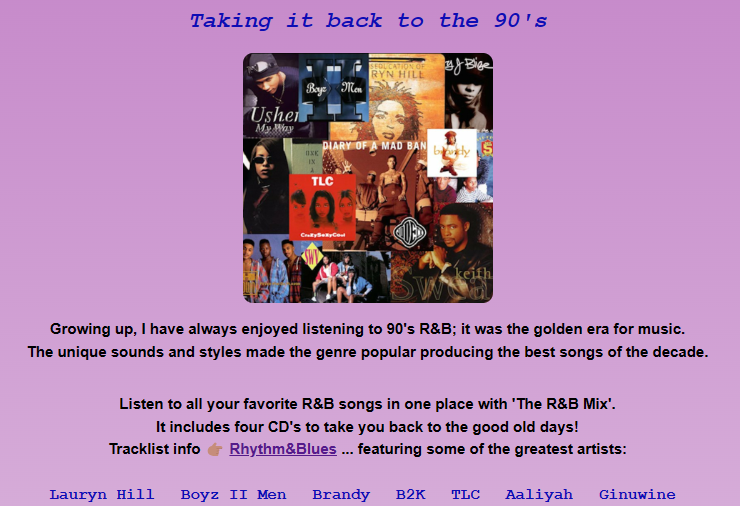 Taking it back to the 90's
Usher
My Way
Boyz II Men
EDUCATION OF
RYN HILL
J Blige
DIARY OF A MAD BAN
brandy
TLC
CrazySexyCool
SWV
keith
Sweat
Growing up, I have always enjoyed listening to 90's R&B; it was the golden era for music.
The unique sounds and styles made the genre popular producing the best songs of the decade.
Listen to all your favorite R&B songs in one place with 'The R&B Mix'.
It includes four CD's to take you back to the good old days!
Tracklist info 👉🏽 Rhythm&Blues ... featuring some of the greatest artists:
Lauryn Hill Boyz II Men Brandy B2K TLC Aaliyah Ginuwine